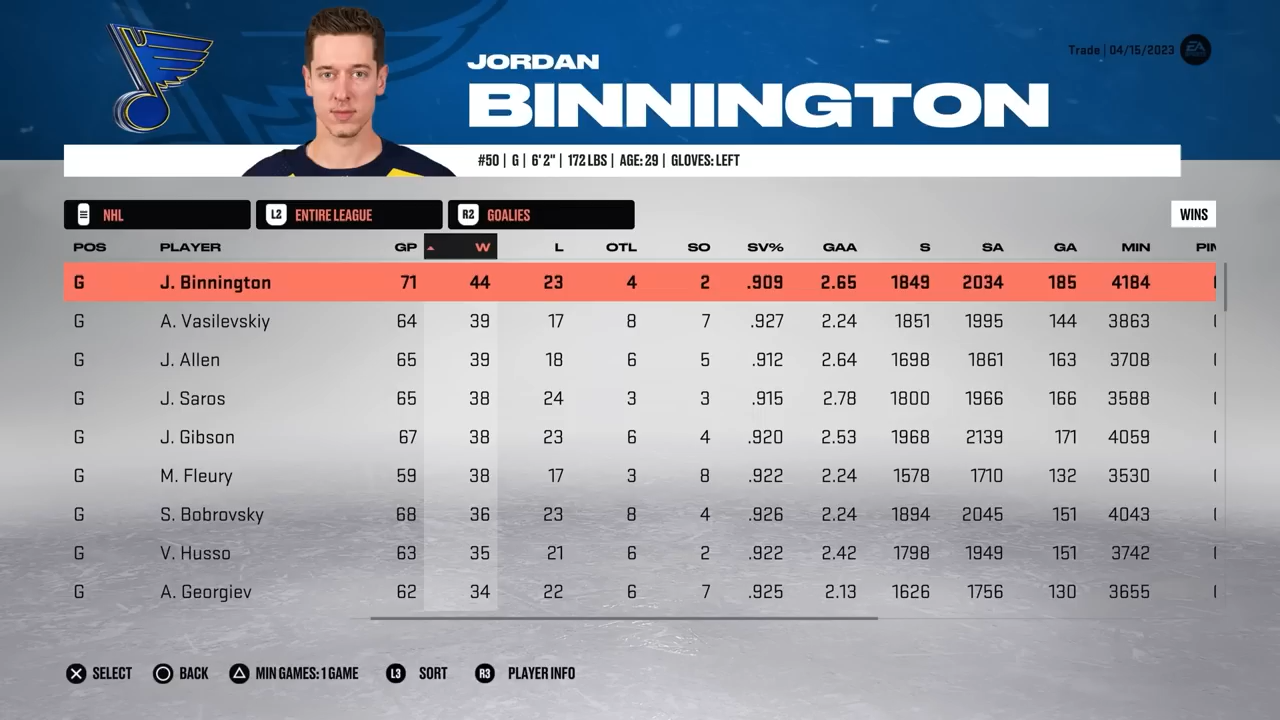 JORDAN
BINNINGTON
Trade | 04/15/2023 EA
#50 | G | 6' 2" | 172 LBS | AGE: 29 | GLOVES: LEFT
NHL L2 ENTIRE LEAGUE R2 GOALIES WINS
POS PLAYER GP W L OTL SO SV% GAA S SA GA MIN PIM
G J. Binnington 71 44 23 4 2 .909 2.65 1849 2034 185 4184
G A. Vasilevskiy 64 39 17 8 7 .927 2.24 1851 1995 144 3863
G J. Allen 65 39 18 6 5 .912 2.64 1698 1861 163 3708
G J. Saros 65 38 24 3 3 .915 2.78 1800 1966 166 3588
G J. Gibson 67 38 23 6 4 .920 2.53 1968 2139 171 4059
G M. Fleury 59 38 17 3 8 .922 2.24 1578 1710 132 3530
G S. Bobrovsky 68 36 23 8 4 .926 2.24 1894 2045 151 4043
G V. Husso 63 35 21 6 2 .922 2.42 1798 1949 151 3742
G A. Georgiev 62 34 22 6 7 .925 2.13 1626 1756 130 3655
SELECT BACK MIN GAMES: 1 GAME L3 SORT R3 PLAYER INFO